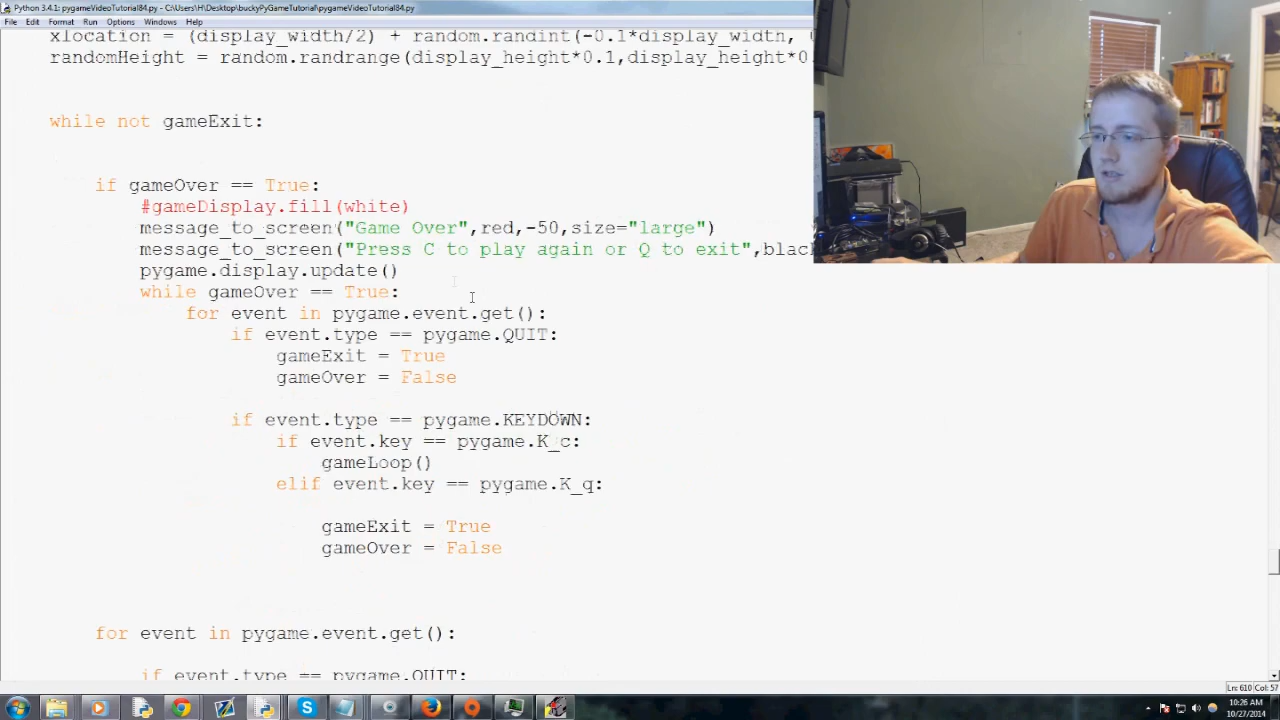 Python 3.4.1: pygameVideoTutorial84.py - C:\Users\H\Desktop\buckyPyGameTutorial\pygameVideoTutorial84.py
File Edit Format Run Options Windows Help
xlocation = (display_width/2) + random.randint(-0.1*display_width,
randomHeight = random.randrange(display_height*0.1,display_height*0.
while not gameExit:
if gameOver == True:
#gameDisplay.fill(white)
message_to_screen("Game Over",red,-50,size="large")
message_to_screen("Press C to play again or Q to exit",blac
pygame.display.update()
while gameOver == True:
for event in pygame.event.get():
if event.type == pygame.QUIT:
gameExit = True
gameOver = False
if event.type == pygame.KEYDOWN:
if event.key == pygame.K_c:
gameLoop()
elif event.key == pygame.K_q:
gameExit = True
gameOver = False
for event in pygame.event.get():
if event.type == pygame.QUIT:
Ln: 610 Col: 57
10:26 AM
10/27/2014